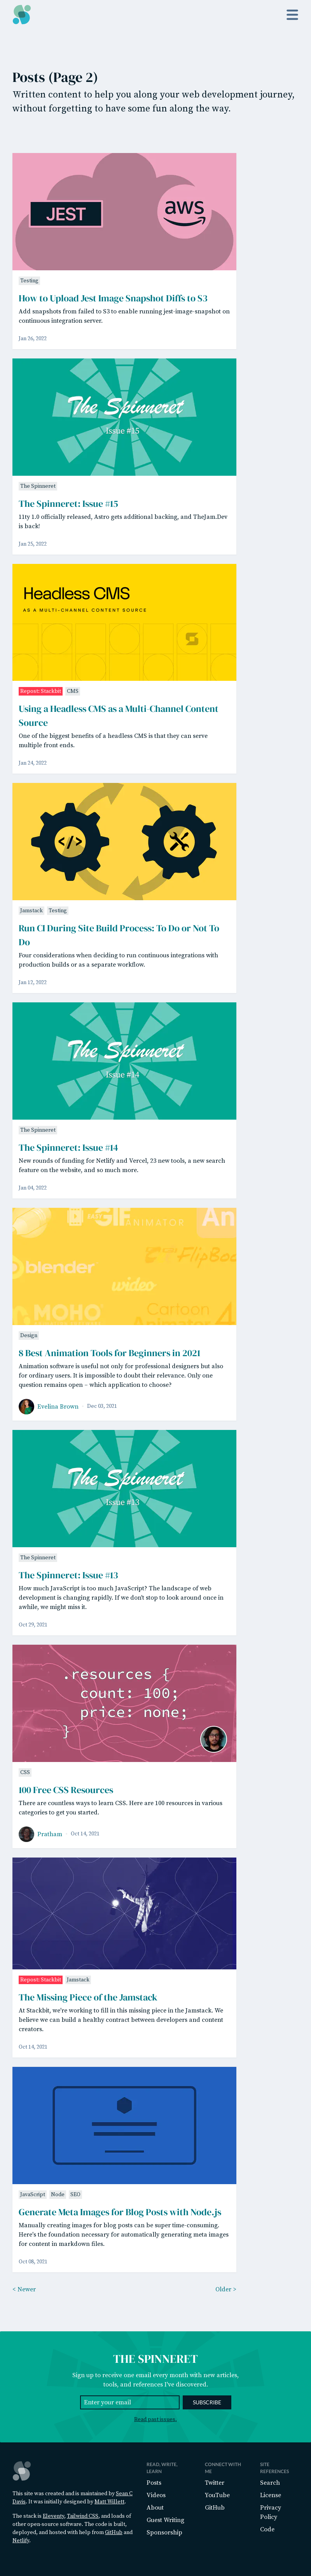 Posts (Page 2)
Written content to help you along your web development journey,
without forgetting to have some fun along the way.
JEST
aws
Testing
How to Upload Jest Image Snapshot Diffs to S3
Add snapshots from failed to S3 to enable running jest-image-snapshot on
continuous integration server.
Jan 26, 2022
The Spinneret
Issue #15
The Spinneret
The Spinneret: Issue #15
11ty 1.0 officially released, Astro gets additional backing, and TheJam.Dev
is back!
Jan 25, 2022
Headless CMS
AS A MULTI-CHANNEL CONTENT SOURCE
Repost: Stackbit
CMS
Using a Headless CMS as a Multi-Channel Content
Source
One of the biggest benefits of a headless CMS is that they can serve
multiple front ends.
Jan 24, 2022
</>
Jamstack
Testing
Run CI During Site Build Process: To Do or Not To
Do
Four considerations when deciding to run continuous integrations with
production builds or as a separate workflow.
Jan 12, 2022
The Spinneret
Issue #14
The Spinneret
The Spinneret: Issue #14
New rounds of funding for Netlify and Vercel, 23 new tools, a new search
feature on the website, and so much more.
Jan 04, 2022
GIF
ANIMATOR
An
FlipBoo
blender
wideo
MOHO
Cartoon
Animator 4
Design
8 Best Animation Tools for Beginners in 2021
Animation software is useful not only for professional designers but also
for ordinary users. It is impossible to doubt their relevance. Only one
question remains open – which application to choose?
Evelina Brown · Dec 03, 2021
The Spinneret
Issue #13
The Spinneret
The Spinneret: Issue #13
How much JavaScript is too much JavaScript? The landscape of web
development is changing rapidly. If we don't stop to look around once in
awhile, we might miss it.
Oct 29, 2021
.resources {
count: 100;
price: none;
}
CSS
100 Free CSS Resources
There are countless ways to learn CSS. Here are 100 resources in various
categories to get you started.
Pratham · Oct 14, 2021
Repost: Stackbit
Jamstack
The Missing Piece of the Jamstack
At Stackbit, we're working to fill in this missing piece in the Jamstack. We
believe we can build a healthy contract between developers and content
creators.
Oct 14, 2021
JavaScript
Node
SEO
Generate Meta Images for Blog Posts with Node.js
Manually creating images for blog posts can be super time-consuming.
Here's the foundation necessary for automatically generating meta images
for content in markdown files.
Oct 08, 2021
< Newer
Older >
THE SPINNERET
Sign up to receive one email every month with new articles,
tools, and references I've discovered.
Enter your email
SUBSCRIBE
Read past issues.
This site was created and is maintained by Sean C
Davis. It was initially designed by Matt Willett.
The stack is Eleventy, Tailwind CSS, and loads of
other open-source software. The code is built,
deployed, and hosted with help from GitHub and
Netlify.
READ, WRITE,
LEARN
Posts
Videos
About
Guest Writing
Sponsorship
CONNECT WITH
ME
Twitter
YouTube
GitHub
SITE
REFERENCES
Search
License
Privacy
Policy
Code